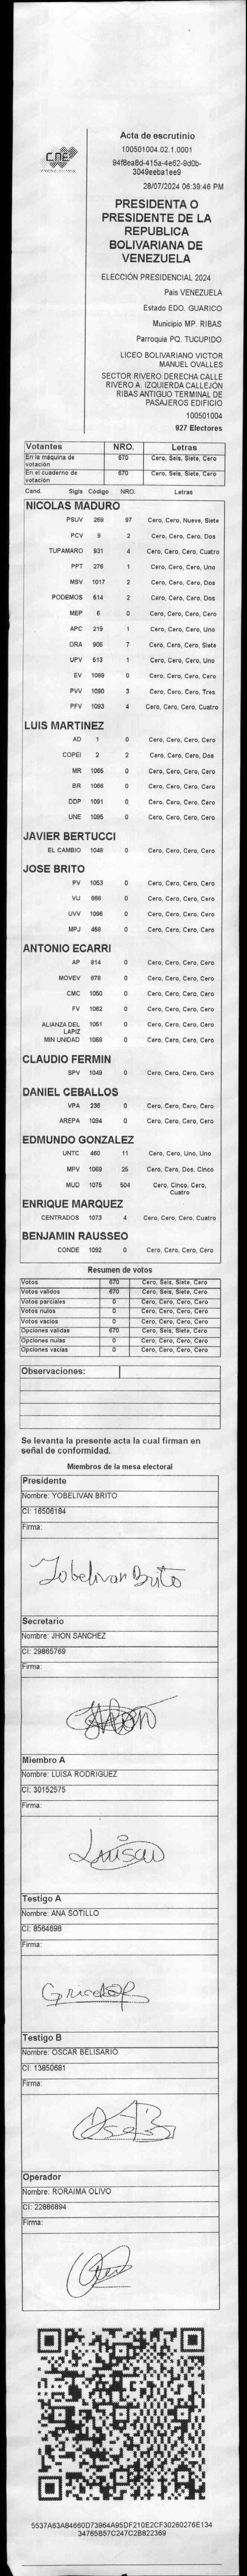 CNE
Acta de escrutinio
100501004.02.1.0001
94f8ea8d-415a-4e62-9d0b-
3049eeba1ee9
28/07/2024 06:39:46 PM
PRESIDENTA O
PRESIDENTE DE LA
REPUBLICA
BOLIVARIANA DE
VENEZUELA
ELECCIÓN PRESIDENCIAL 2024
Pais VENEZUELA
Estado EDO. GUARICO
Municipio MP. RIBAS
Parroquia PQ. TUCUPIDO
LICEO BOLIVARIANO VICTOR
MANUEL OVALLES
SECTOR RIVERO DERECHA CALLE
RIVERO A. IZQUIERDA CALLEJÓN
RIBAS ANTIGUO TERMINAL DE
PASAJEROS EDIFICIO
100501004
927 Electores
Votantes NRO. Letras
En la máquina de votación 670 Cero, Seis, Siete, Cero
En el cuaderno de votación 670 Cero, Seis, Siete, Cero
Cand. Sigla Código NRO. Letras
NICOLAS MADURO
PSUV 269 97 Cero, Cero, Nueve, Siete
PCV 9 2 Cero, Cero, Cero, Dos
TUPAMARO 931 4 Cero, Cero, Cero, Cuatro
PPT 276 1 Cero, Cero, Cero, Uno
MSV 1017 2 Cero, Cero, Cero, Dos
PODEMOS 614 2 Cero, Cero, Cero, Dos
MEP 6 0 Cero, Cero, Cero, Cero
APC 219 1 Cero, Cero, Cero, Uno
ORA 906 7 Cero, Cero, Cero, Siete
UPV 613 1 Cero, Cero, Cero, Uno
EV 1089 0 Cero, Cero, Cero, Cero
PVV 1090 3 Cero, Cero, Cero, Tres
PFV 1093 4 Cero, Cero, Cero, Cuatro
LUIS MARTINEZ
AD 1 0 Cero, Cero, Cero, Cero
COPEI 2 2 Cero, Cero, Cero, Dos
MR 1065 0 Cero, Cero, Cero, Cero
BR 1066 0 Cero, Cero, Cero, Cero
DDP 1091 0 Cero, Cero, Cero, Cero
UNE 1095 0 Cero, Cero, Cero, Cero
JAVIER BERTUCCI
EL CAMBIO 1048 0 Cero, Cero, Cero, Cero
JOSE BRITO
PV 1053 0 Cero, Cero, Cero, Cero
VU 868 0 Cero, Cero, Cero, Cero
UVV 1096 0 Cero, Cero, Cero, Cero
MPJ 458 0 Cero, Cero, Cero, Cero
ANTONIO ECARRI
AP 814 0 Cero, Cero, Cero, Cero
MOVEV 878 0 Cero, Cero, Cero, Cero
CMC 1050 0 Cero, Cero, Cero, Cero
FV 1062 0 Cero, Cero, Cero, Cero
ALIANZA DEL LAPIZ 1051 0 Cero, Cero, Cero, Cero
MIN UNIDAD 1068 0 Cero, Cero, Cero, Cero
CLAUDIO FERMIN
SPV 1049 0 Cero, Cero, Cero, Cero
DANIEL CEBALLOS
VPA 236 0 Cero, Cero, Cero, Cero
AREPA 1094 0 Cero, Cero, Cero, Cero
EDMUNDO GONZALEZ
UNTC 460 11 Cero, Cero, Uno, Uno
MPV 1069 25 Cero, Cero, Dos, Cinco
MUD 1075 504 Cero, Cinco, Cero, Cuatro
ENRIQUE MARQUEZ
CENTRADOS 1073 4 Cero, Cero, Cero, Cuatro
BENJAMIN RAUSSEO
CONDE 1092 0 Cero, Cero, Cero, Cero
Resumen de votos
Votos 670 Cero, Seis, Siete, Cero
Votos validos 670 Cero, Seis, Siete, Cero
Votos parciales 0 Cero, Cero, Cero, Cero
Votos nulos 0 Cero, Cero, Cero, Cero
Votos vacios 0 Cero, Cero, Cero, Cero
Opciones validas 670 Cero, Seis, Siete, Cero
Opciones nulas 0 Cero, Cero, Cero, Cero
Opciones vacías 0 Cero, Cero, Cero, Cero
Observaciones:
Se levanta la presente acta la cual firman en
señal de conformidad.
Miembros de la mesa electoral
Presidente
Nombre: YOBELIVAN BRITO
CI: 16506184
Firma:
Yobelivan Brito
Secretario
Nombre: JHON SANCHEZ
CI: 29865769
Firma:
Miembro A
Nombre: LUISA RODRIGUEZ
CI: 30152575
Firma:
Luisa
Testigo A
Nombre: ANA SOTILLO
CI: 8564698
Firma:
Testigo B
Nombre: OSCAR BELISARIO
CI: 13850681
Firma:
Operador
Nombre: RORAIMA OLIVO
CI: 22886894
Firma:
5537A63A84660D73964A95DF210E2CF30260276E134
34765B57C247C2B822369